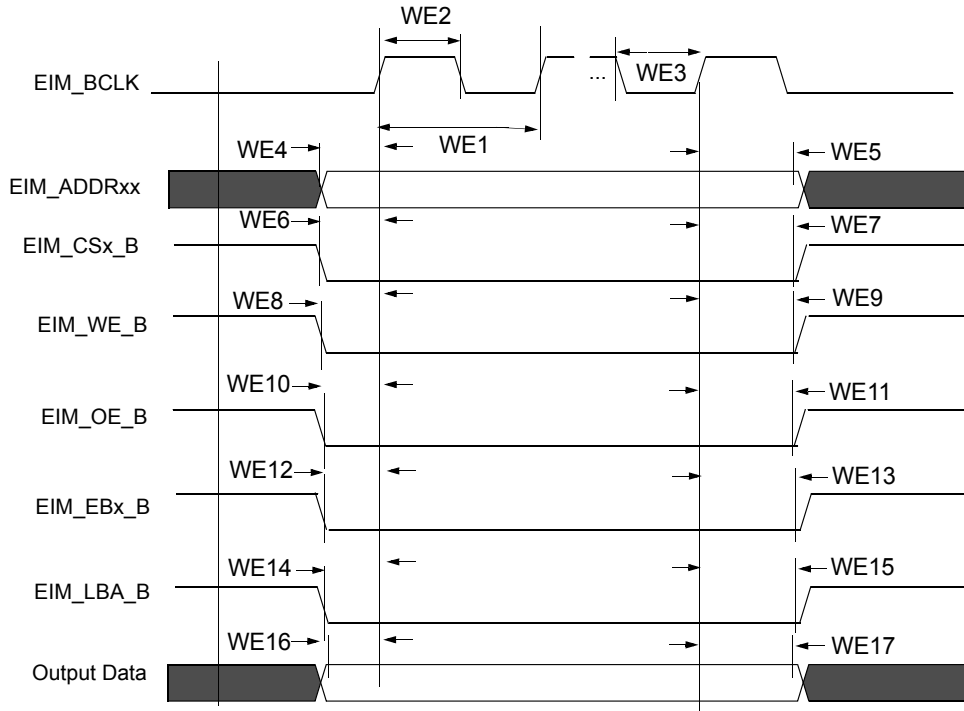 WE2
EIM_BCLK
...
WE3
WE4
WE1
WE5
EIM_ADDRxx
WE6
WE7
EIM_CSx_B
WE8
WE9
EIM_WE_B
WE10
WE11
EIM_OE_B
WE12
WE13
EIM_EBx_B
WE14
WE15
EIM_LBA_B
WE16
WE17
Output Data